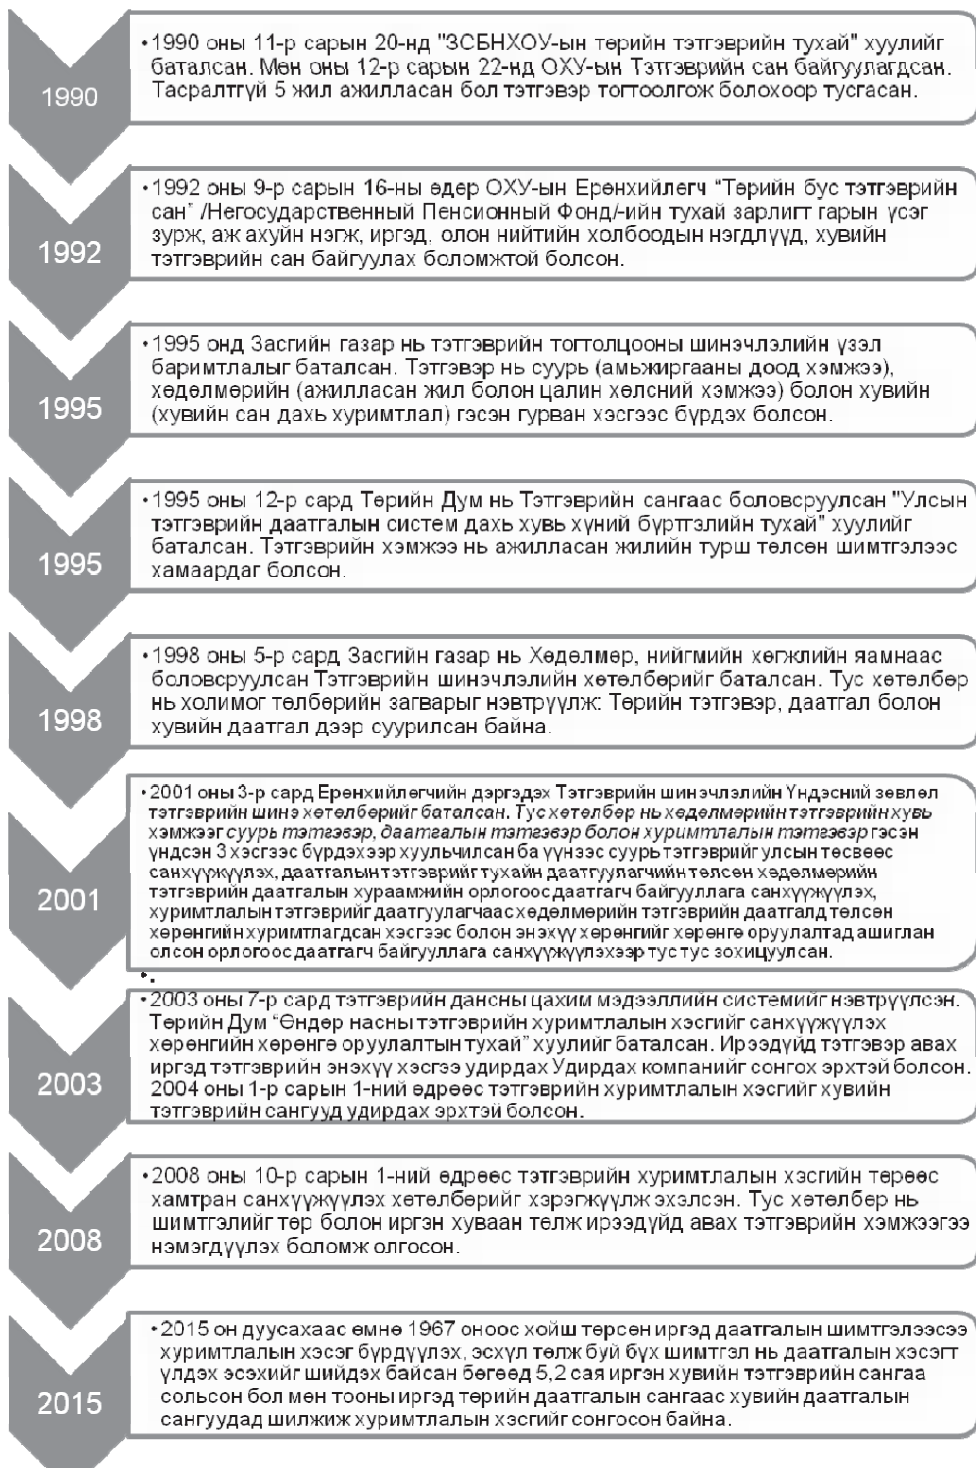 1990
•1990 оны 11-р сарын 20-нд "ЗСБНХОУ-ын төрийн тэтгэврийн тухай" хуулийг
баталсан. Мөн оны 12-р сарын 22-нд ОХУ-ын Тэтгэврийн сан байгуулагдсан.
Тасралтгүй 5 жил ажилласан бол тэтгэвэр тогтоолгож болохоор тусгасан.
1992
•1992 оны 9-р сарын 16-ны өдөр ОХУ-ын Ерөнхийлөгч "Төрийн бус тэтгэврийн
сан" /Негосударственный Пенсионный Фонд/-ийн тухай зарлигт гарын үсэг
зурж, аж ахуйн нэгж, иргэд, олон нийтийн холбоодын нэгдлүүд, хувийн
тэтгэврийн сан байгуулах боломжтой болсон.
1995
•1995 онд Засгийн газар нь тэтгэврийн тогтолцооны шинэчлэлийн үзэл
баримтлалыг баталсан. Тэтгэвэр нь суурь (амьжиргааны доод хэмжээ),
хөдөлмөрийн (ажилласан жил болон цалин хөлсний хэмжээ) болон хувийн
(хувийн сан дахь хуримтлал) гэсэн гурван хэсгээс бүрдэх болсон.
1995
•1995 оны 12-р сард Төрийн Дум нь Тэтгэврийн сангаас боловсруулсан "Улсын
тэтгэврийн даатгалын систем дахь хувь хүний бүртгэлийн тухай" хуулийг
баталсан. Тэтгэврийн хэмжээ нь ажилласан жилийн турш төлсөн шимтгэлээс
хамаардаг болсон.
1998
•1998 оны 5-р сард Засгийн газар нь Хөдөлмөр, нийгмийн хөгжлийн яамнаас
боловсруулсан Тэтгэврийн шинэчлэлийн хөтөлбөрийг баталсан. Тус хөтөлбөр
нь холимог төлбөрийн загварыг нэвтрүүлж: Төрийн тэтгэвэр, даатгал болон
хувийн даатгал дээр суурилсан байна.
2001
•2001 оны 3-р сард Ерөнхийлөгчийн дэргэдэх Тэтгэврийн шинэчлэлийн Үндэсний зөвлөл
тэтгэврийн шинэ хөтөлбөрийг баталсан. Тус хөтөлбөр нь хөдөлмөрийн тэтгэврийн хувь
хэмжээг суурь тэтгэвэр, даатгалын тэтгэвэр болон хуримтлалын тэтгэвэр гэсэн
үндсэн 3 хэсгээс бүрдэхээр хуульчилсан ба үүнээс суурь тэтгэврийг улсын төсвөөс
санхүүжүүлэх, даатгалын тэтгэврийг тухайн даатгуулагчийн төлсөн хөдөлмөрийн
тэтгэврийн даатгалын хураамжийн орлогоос даатгагч байгууллага санхүүжүүлэх,
хуримтлалын тэтгэврийг даатгуулагчаас хөдөлмөрийн тэтгэврийн даатгалд төлсөн
хөрөнгийн хуримтлагдсан хэсгээс болон энэхүү хөрөнгийг хөрөнгө оруулалтад ашиглан
олсон орлогоос даатгагч байгууллага санхүүжүүлэхээр тус тус зохицуулсан.
•.
2003
•2003 оны 7-р сард тэтгэврийн дансны цахим мэдээллийн системийг нэвтрүүлсэн.
Төрийн Дум "Өндөр насны тэтгэврийн хуримтлалын хэсгийг санхүүжүүлэх
хөрөнгийн хөрөнгө оруулалтын тухай" хуулийг баталсан. Ирээдүйд тэтгэвэр авах
иргэд тэтгэврийн энэхүү хэсгээ удирдах Удирдах компанийг сонгох эрхтэй болсон.
2004 оны 1-р сарын 1-ний өдрөөс тэтгэврийн хуримтлалын хэсгийг хувийн
тэтгэврийн сангууд удирдах эрхтэй болсон.
2008
•2008 оны 10-р сарын 1-ний өдрөөс тэтгэврийн хуримтлалын хэсгийн төрөөс
хамтран санхүүжүүлэх хөтөлбөрийг хэрэгжүүлж эхэлсэн. Тус хөтөлбөр нь
шимтгэлийг төр болон иргэн хуваан төлж ирээдүйд авах тэтгэврийн хэмжээгээ
нэмэгдүүлэх боломж олгосон.
2015
•2015 он дуусахаас өмнө 1967 оноос хойш төрсөн иргэд даатгалын шимтгэлээсээ
хуримтлалын хэсэг бүрдүүлэх, эсхүл төлж буй бүх шимтгэл нь даатгалын хэсэгт
үлдэх эсэхийг шийдэх байсан бөгөөд 5,2 сая иргэн хувийн тэтгэврийн сангаа
сольсон бол мөн тооны иргэд төрийн даатгалын сангаас хувийн даатгалын
сангуудад шилжиж хуримтлалын хэсгийг сонгосон байна.